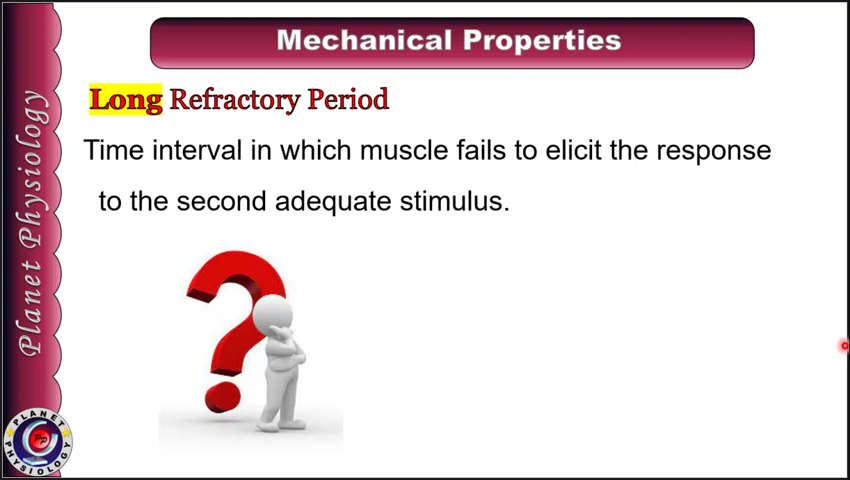 Mechanical Properties
Long Refractory Period
Time interval in which muscle fails to elicit the response
to the second adequate stimulus.
Planet Physiology
PLANET
PP
PHYSIOLOGY